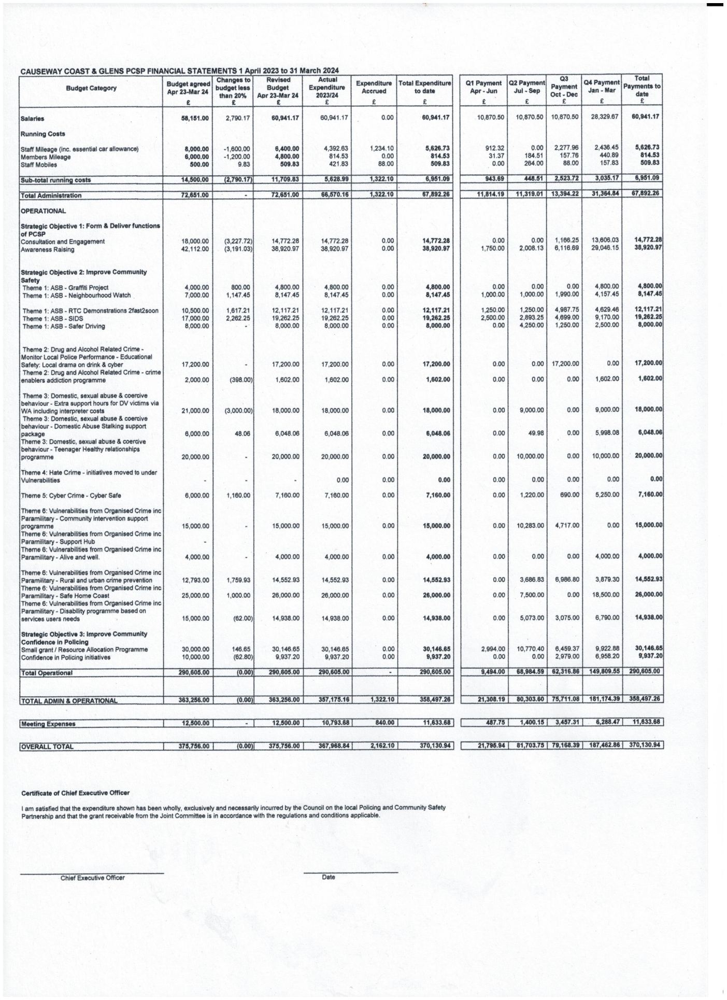 CAUSEWAY COAST & GLENS PCSP FINANCIAL STATEMENTS 1 April 2023 to 31 March 2024
Budget Category | Budget agreed Apr 23-Mar 24 £ | Changes to budget less than 20% £ | Revised Budget Apr 23-Mar 24 £ | Actual Expenditure 2023/24 £ | Expenditure Accrued £ | Total Expenditure to date £ | Q1 Payment Apr - Jun £ | Q2 Payment Jul - Sep £ | Q3 Payment Oct - Dec £ | Q4 Payment Jan - Mar £ | Total Payments to date £
Salaries 58,151.00 2,790.17 60,941.17 60,941.17 0.00 60,941.17 10,870.50 10,870.50 10,870.50 28,329.67 60,941.17
Running Costs
Staff Mileage (inc. essential car allowance) 8,000.00 -1,600.00 6,400.00 4,392.63 1,234.10 5,626.73 912.32 0.00 2,277.96 2,436.45 5,626.73
Members Mileage 6,000.00 -1,200.00 4,800.00 814.53 0.00 814.53 31.37 184.51 157.76 440.89 814.53
Staff Mobiles 500.00 9.83 509.83 421.83 88.00 509.83 0.00 264.00 88.00 157.83 509.83
Sub-total running costs 14,500.00 (2,790.17) 11,709.83 5,628.99 1,322.10 6,951.09 943.69 448.51 2,523.72 3,035.17 6,951.09
Total Administration 72,651.00 - 72,651.00 66,570.16 1,322.10 67,892.26 11,814.19 11,319.01 13,394.22 31,364.84 67,892.26
OPERATIONAL
Strategic Objective 1: Form & Deliver functions
of PCSP
Consultation and Engagement 18,000.00 (3,227.72) 14,772.28 14,772.28 0.00 14,772.28 0.00 0.00 1,166.25 13,606.03 14,772.28
Awareness Raising 42,112.00 (3,191.03) 38,920.97 38,920.97 0.00 38,920.97 1,750.00 2,008.13 6,116.69 29,046.15 38,920.97
Strategic Objective 2: Improve Community
Safety
Theme 1: ASB - Graffiti Project 4,000.00 800.00 4,800.00 4,800.00 0.00 4,800.00 0.00 0.00 0.00 4,800.00 4,800.00
Theme 1: ASB - Neighbourhood Watch 7,000.00 1,147.45 8,147.45 8,147.45 0.00 8,147.45 1,000.00 1,000.00 1,990.00 4,157.45 8,147.45
Theme 1: ASB - RTC Demonstrations 2fast2soon 10,500.00 1,617.21 12,117.21 12,117.21 0.00 12,117.21 1,250.00 1,250.00 4,987.75 4,629.46 12,117.21
Theme 1: ASB - SIDS 17,000.00 2,262.25 19,262.25 19,262.25 0.00 19,262.25 2,500.00 2,893.25 4,699.00 9,170.00 19,262.25
Theme 1: ASB - Safer Driving 8,000.00 - 8,000.00 8,000.00 0.00 8,000.00 0.00 4,250.00 1,250.00 2,500.00 8,000.00
Theme 2: Drug and Alcohol Related Crime -
Monitor Local Police Performance - Educational
Safety: Local drama on drink & cyber 17,200.00 - 17,200.00 17,200.00 0.00 17,200.00 0.00 0.00 17,200.00 0.00 17,200.00
Theme 2: Drug and Alcohol Related Crime - crime
enablers addiction programme 2,000.00 (398.00) 1,602.00 1,602.00 0.00 1,602.00 0.00 0.00 0.00 1,602.00 1,602.00
Theme 3: Domestic, sexual abuse & coercive
behaviour - Extra support hours for DV victims via
WA including interpreter costs 21,000.00 (3,000.00) 18,000.00 18,000.00 0.00 18,000.00 0.00 9,000.00 0.00 9,000.00 18,000.00
Theme 3: Domestic, sexual abuse & coercive
behaviour - Domestic Abuse Stalking support
package 6,000.00 48.06 6,048.06 6,048.06 0.00 6,048.06 0.00 49.98 0.00 5,998.08 6,048.06
Theme 3: Domestic, sexual abuse & coercive
behaviour - Teenager Healthy relationships
programme 20,000.00 - 20,000.00 20,000.00 0.00 20,000.00 0.00 10,000.00 0.00 10,000.00 20,000.00
Theme 4: Hate Crime - initiatives moved to under
Vulnerabilities - - - 0.00 0.00 0.00 0.00 0.00 0.00 0.00 0.00
Theme 5: Cyber Crime - Cyber Safe 6,000.00 1,160.00 7,160.00 7,160.00 0.00 7,160.00 0.00 1,220.00 690.00 5,250.00 7,160.00
Theme 6: Vulnerabilities from Organised Crime inc
Paramilitary - Community intervention support
programme 15,000.00 - 15,000.00 15,000.00 0.00 15,000.00 0.00 10,283.00 4,717.00 0.00 15,000.00
Theme 6: Vulnerabilities from Organised Crime inc
Paramilitary - Support Hub -
Theme 6: Vulnerabilities from Organised Crime inc
Paramilitary - Alive and well. 4,000.00 - 4,000.00 4,000.00 0.00 4,000.00 0.00 0.00 0.00 4,000.00 4,000.00
Theme 6: Vulnerabilities from Organised Crime inc
Paramilitary - Rural and urban crime prevention 12,793.00 1,759.93 14,552.93 14,552.93 0.00 14,552.93 0.00 3,686.83 6,986.80 3,879.30 14,552.93
Theme 6: Vulnerabilities from Organised Crime inc
Paramilitary - Safe Home Coast 25,000.00 1,000.00 26,000.00 26,000.00 0.00 26,000.00 0.00 7,500.00 0.00 18,500.00 26,000.00
Theme 6: Vulnerabilities from Organised Crime inc
Paramilitary - Disability programme based on
services users needs 15,000.00 (62.00) 14,938.00 14,938.00 0.00 14,938.00 0.00 5,073.00 3,075.00 6,790.00 14,938.00
Strategic Objective 3: Improve Community
Confidence in Policing
Small grant / Resource Allocation Programme 30,000.00 146.65 30,146.65 30,146.65 0.00 30,146.65 2,994.00 10,770.40 6,459.37 9,922.88 30,146.65
Confidence in Policing initiatives 10,000.00 (62.80) 9,937.20 9,937.20 0.00 9,937.20 0.00 0.00 2,979.00 6,958.20 9,937.20
Total Operational 290,605.00 (0.00) 290,605.00 290,605.00 - 290,605.00 9,494.00 68,984.59 62,316.86 149,809.55 290,605.00
TOTAL ADMIN & OPERATIONAL 363,256.00 (0.00) 363,256.00 357,175.16 1,322.10 358,497.26 21,308.19 80,303.60 75,711.08 181,174.39 358,497.26
Meeting Expenses 12,500.00 - 12,500.00 10,793.68 840.00 11,633.68 487.75 1,400.15 3,457.31 6,288.47 11,633.68
OVERALL TOTAL 375,756.00 (0.00) 375,756.00 367,968.84 2,162.10 370,130.94 21,795.94 81,703.75 79,168.39 187,462.86 370,130.94
Certificate of Chief Executive Officer
I am satisfied that the expenditure shown has been wholly, exclusively and necessarily incurred by the Council on the local Policing and Community Safety
Partnership and that the grant receivable from the Joint Committee is in accordance with the regulations and conditions applicable.
Chief Executive Officer Date